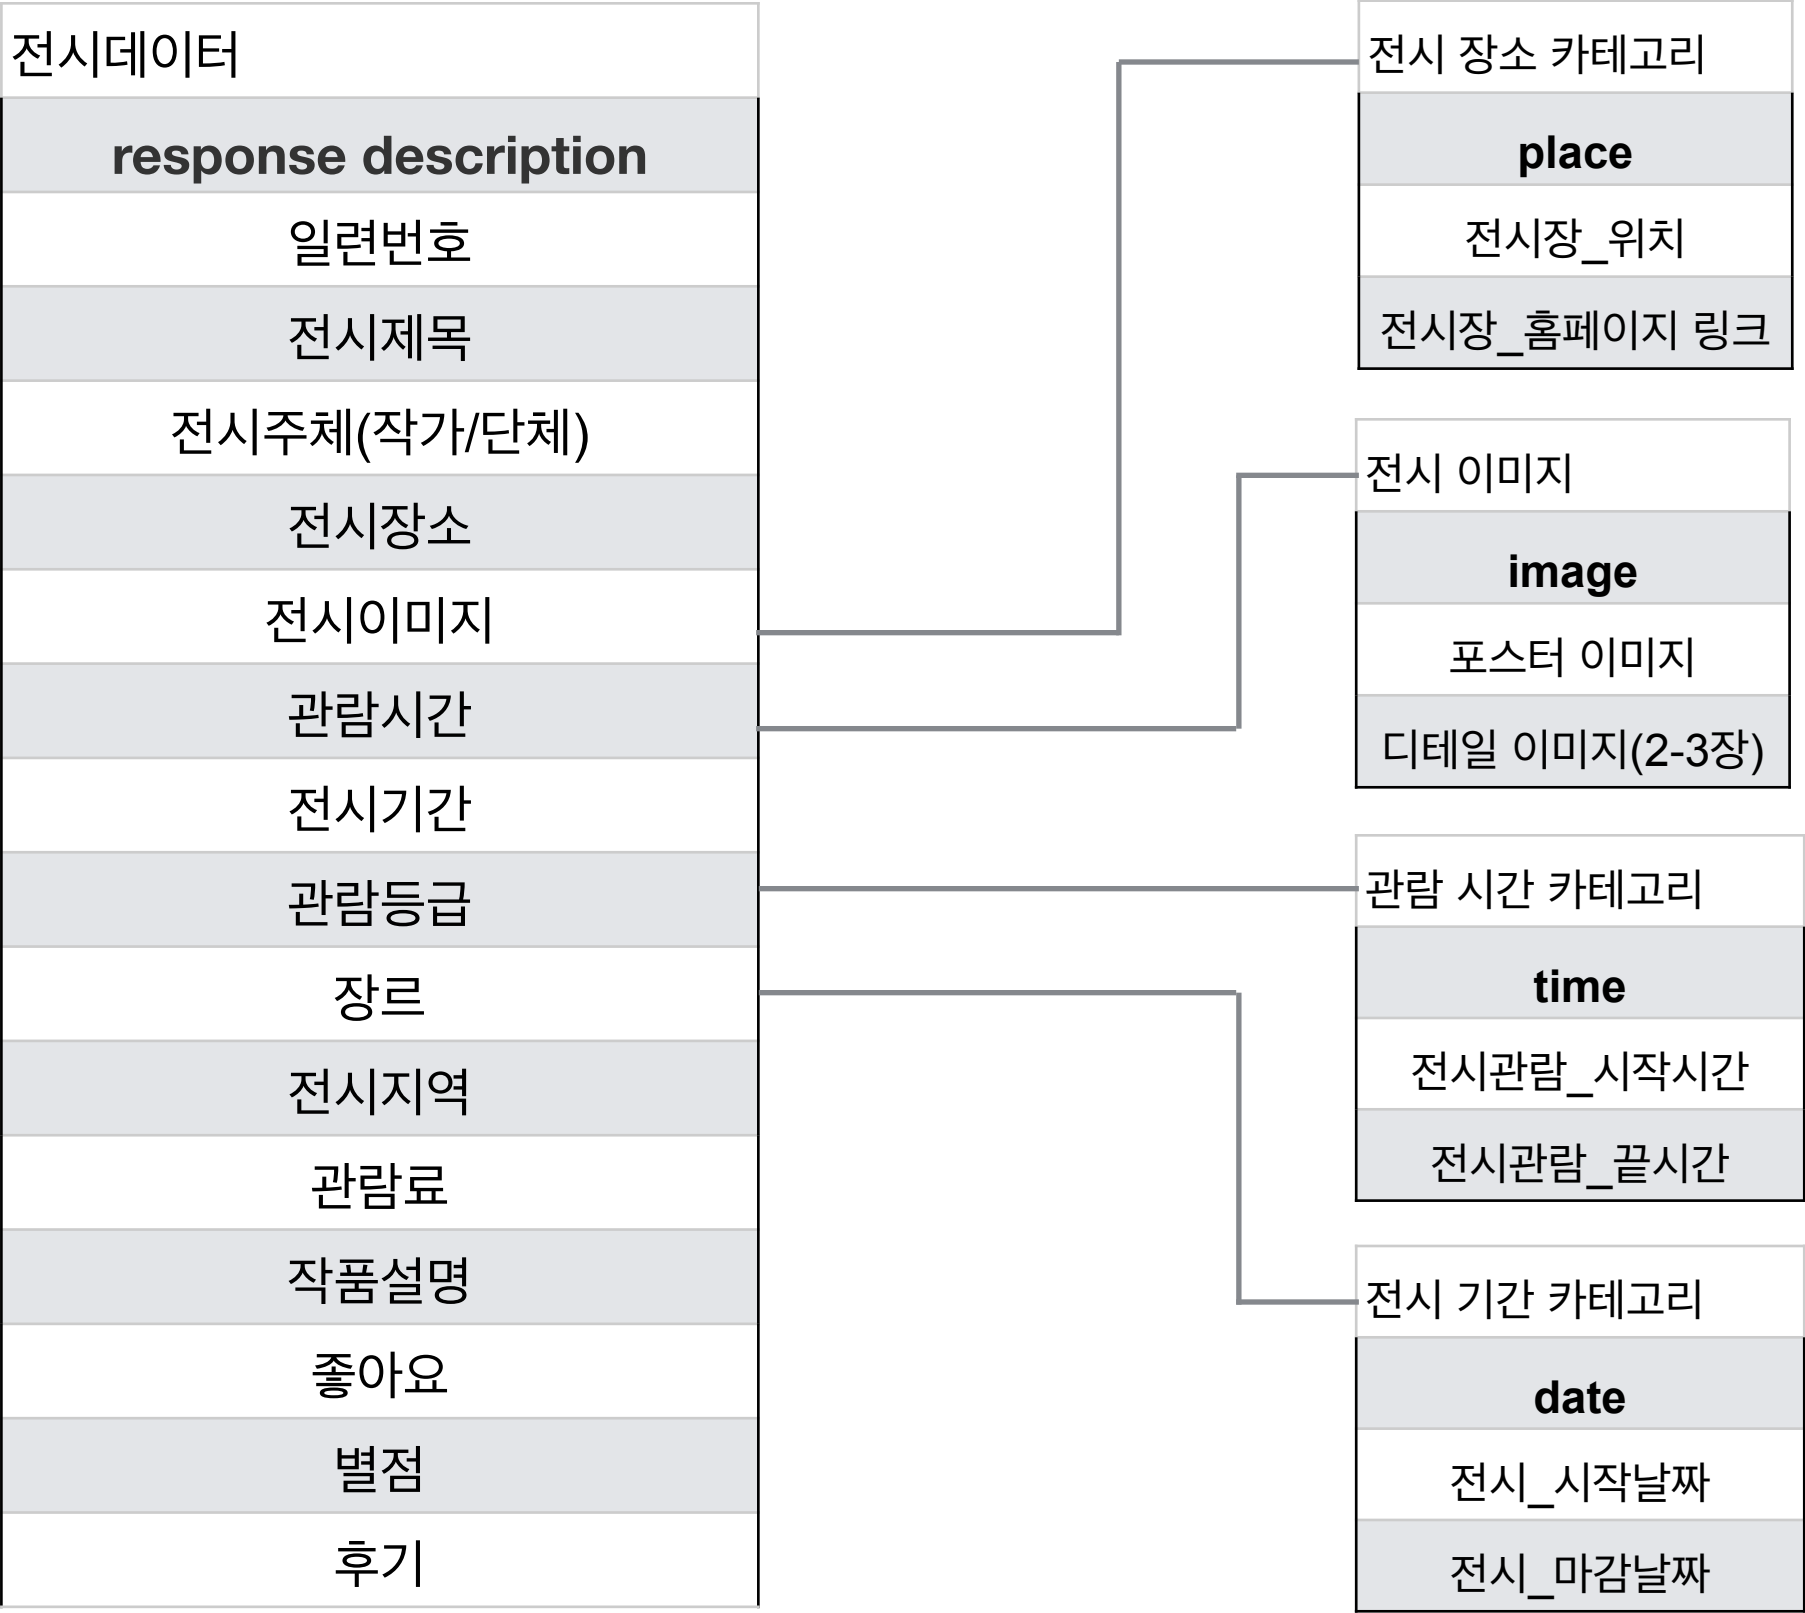 전시데이터
response description
일련번호
전시제목
전시주체(작가/단체)
전시장소
전시이미지
관람시간
전시기간
관람등급
장르
전시지역
관람료
작품설명
좋아요
별점
후기
전시 장소 카테고리
place
전시장_위치
전시장_홈페이지 링크
전시 이미지
image
포스터 이미지
디테일 이미지(2-3장)
관람 시간 카테고리
time
전시관람_시작시간
전시관람_끝시간
전시 기간 카테고리
date
전시_시작날짜
전시_마감날짜